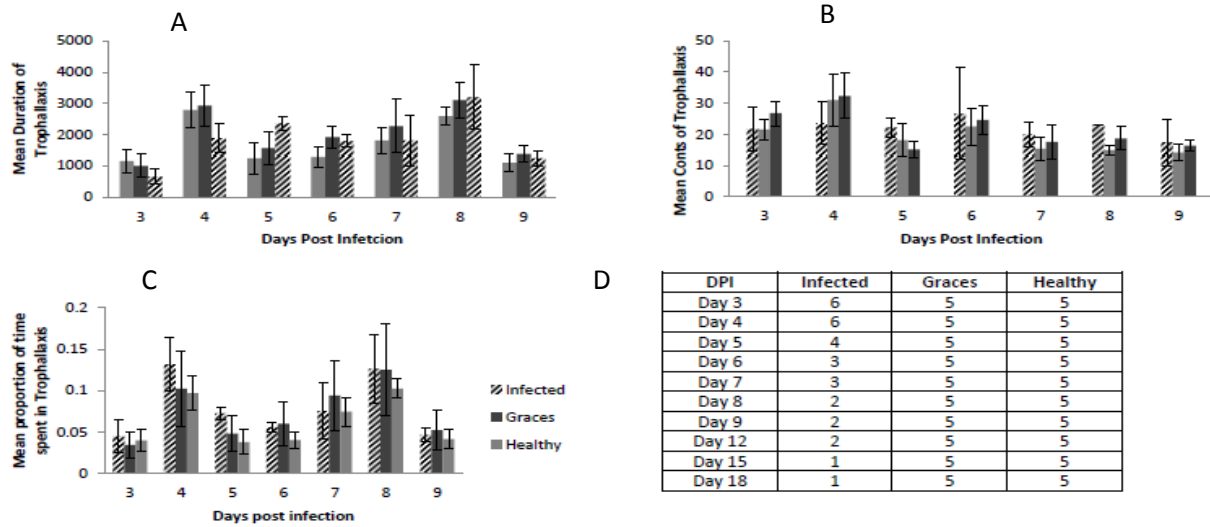 A
Mean Duration of
Trophallaxis
5000
4000
3000
2000
1000
0
3 4 5 6 7 8 9
Days Post Infetcion
B
Mean Conts of Trophallaxis
50
40
30
20
10
0
3 4 5 6 7 8 9
Days Post Infection
C
Mean proportion of time
spent in Trophallaxis
0.2
0.15
0.1
0.05
0
3 4 5 6 7 8 9
Days post infection
Infected
Graces
Healthy
D
DPI Infected Graces Healthy
Day 3 6 5 5
Day 4 6 5 5
Day 5 4 5 5
Day 6 3 5 5
Day 7 3 5 5
Day 8 2 5 5
Day 9 2 5 5
Day 12 2 5 5
Day 15 1 5 5
Day 18 1 5 5